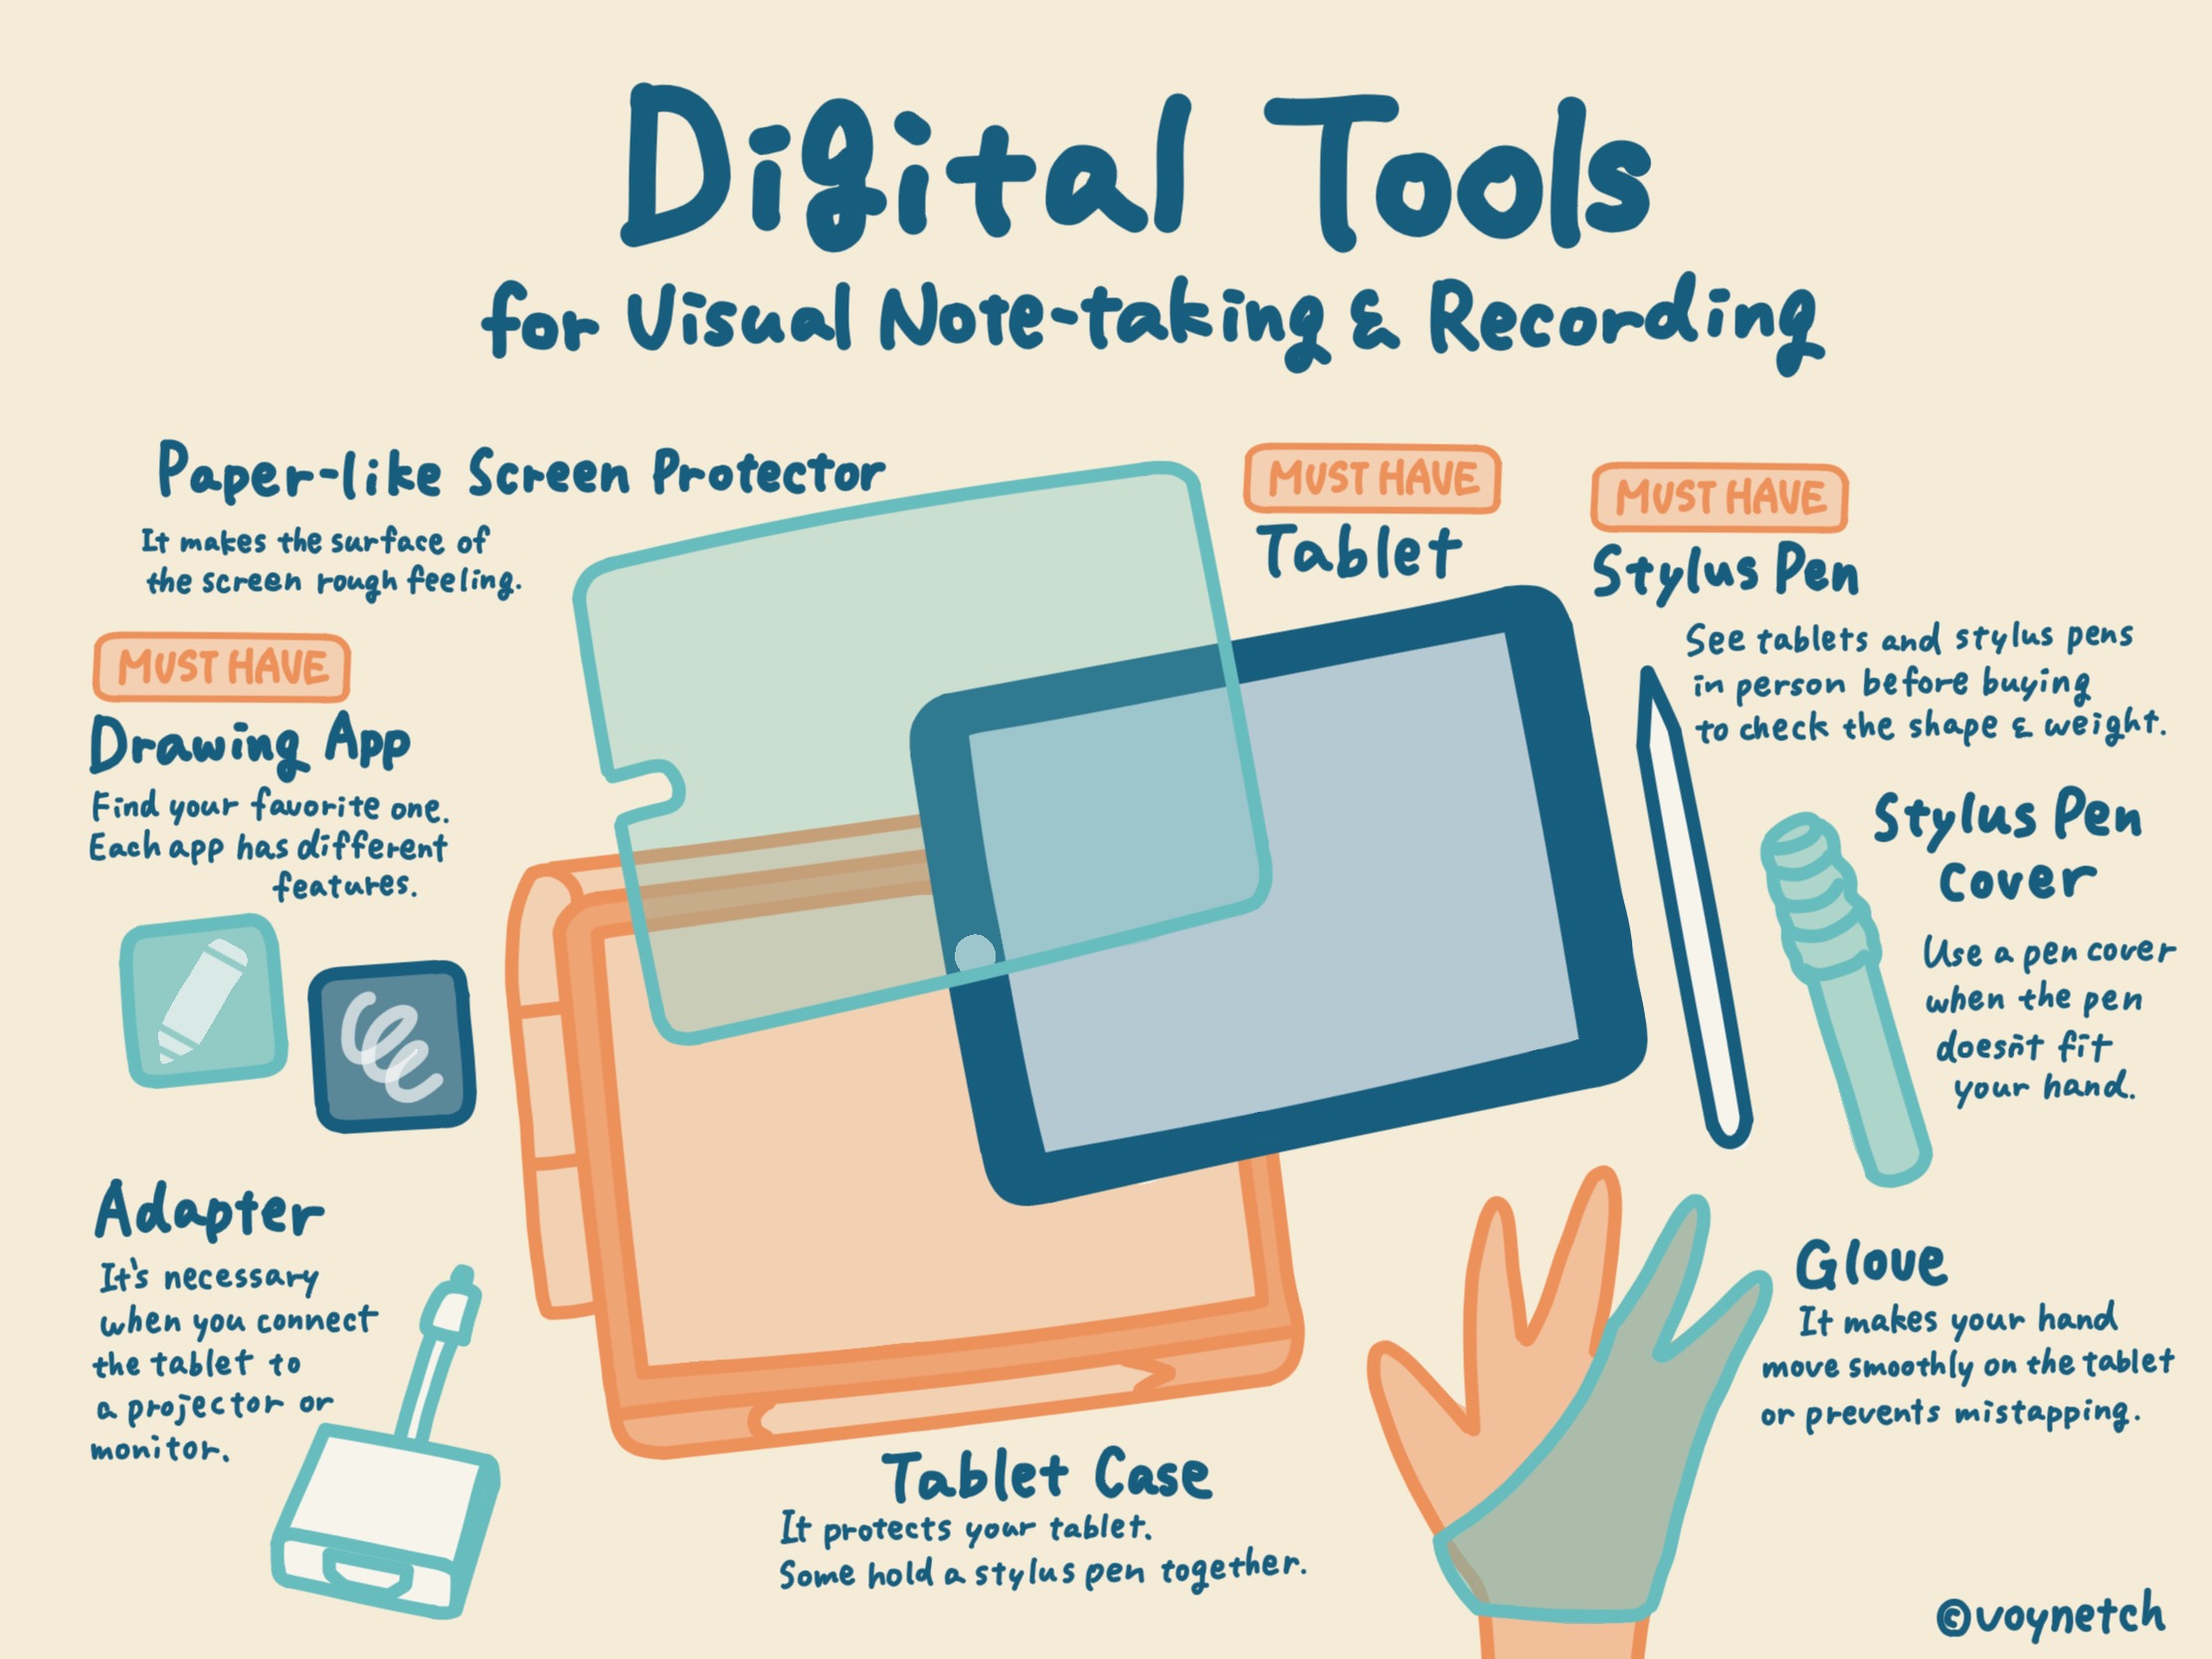 Digital Tools
for Visual Note-taking & Recording
Paper-like Screen Protector
It makes the surface of
the screen rough feeling.
MUST HAVE
Drawing App
Find your favorite one.
Each app has different
features.
Adapter
It's necessary
when you connect
the tablet to
a projector or
monitor.
MUST HAVE
Tablet
MUST HAVE
Stylus Pen
See tablets and stylus pens
in person before buying
to check the shape & weight.
Stylus Pen
Cover
Use a pen cover
when the pen
doesn't fit
your hand.
Glove
It makes your hand
move smoothly on the tablet
or prevents mistapping.
Tablet Case
It protects your tablet.
Some hold a stylus pen together.
©voynetch